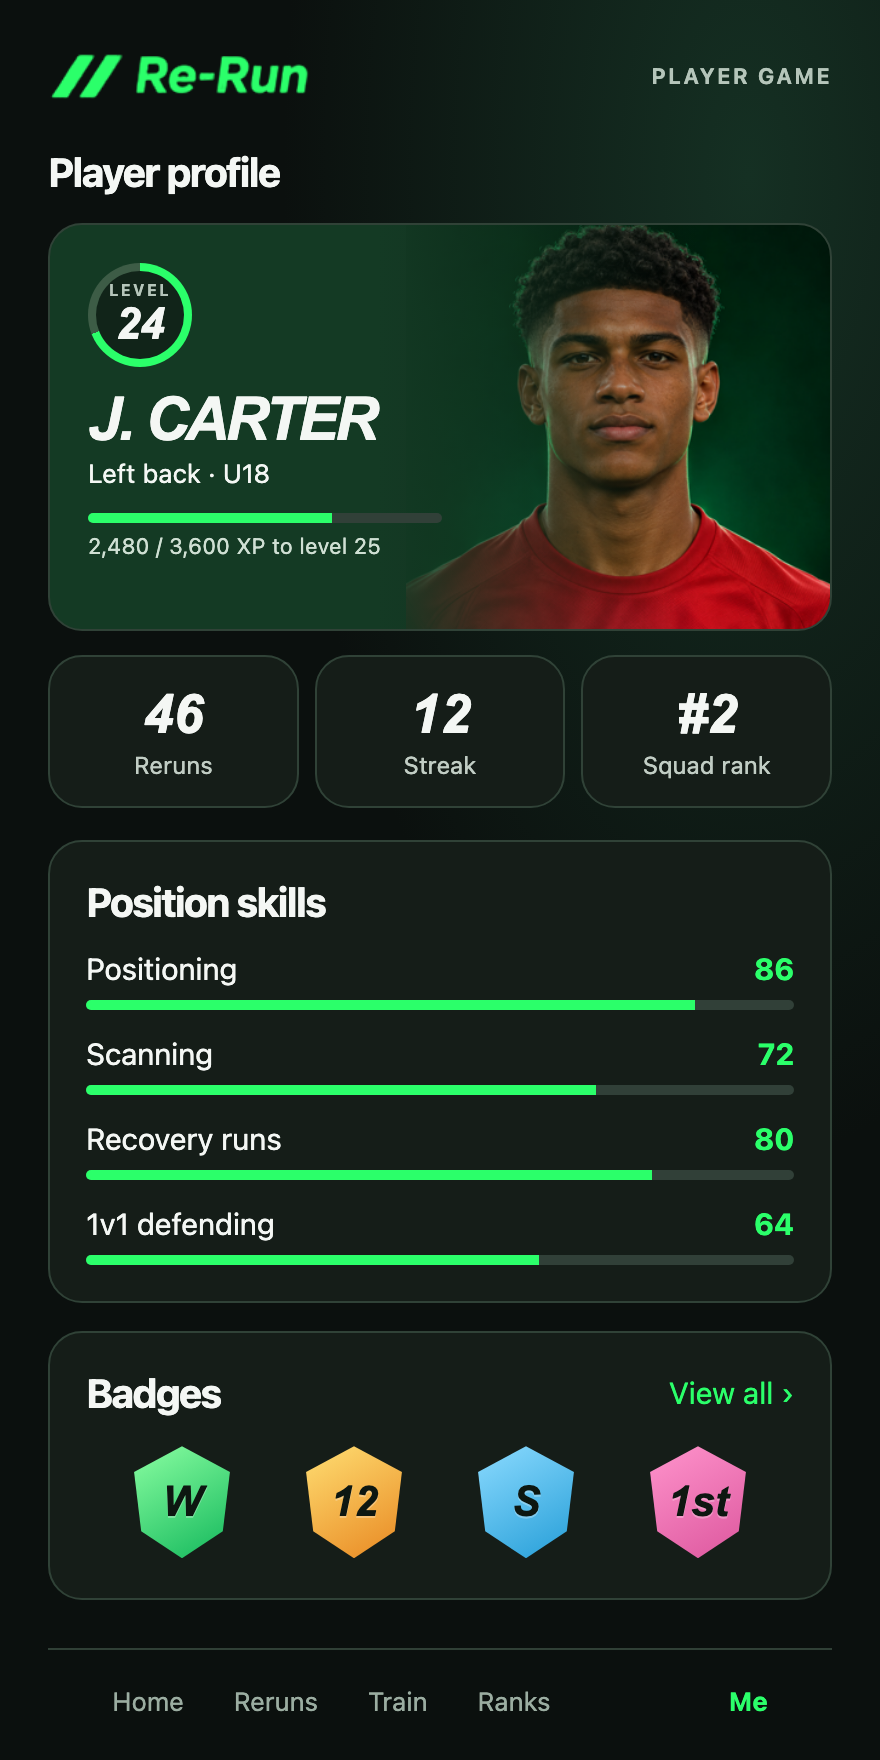 Re-Run
PLAYER GAME
Player profile
LEVEL
24
J. CARTER
Left back · U18
2,480 / 3,600 XP to level 25
46
Reruns
12
Streak
#2
Squad rank
Position skills
Positioning 86
Scanning 72
Recovery runs 80
1v1 defending 64
Badges
View all ›
W
12
S
1st
Home Reruns Train Ranks Me